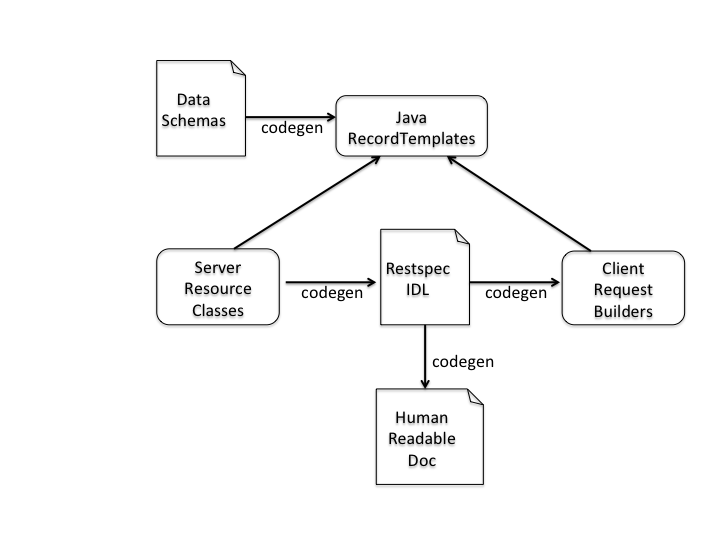 Data
Schemas
codegen
Java
RecordTemplates
Server
Resource
Classes
codegen
Restspec
IDL
codegen
Client
Request
Builders
codegen
Human
Readable
Doc